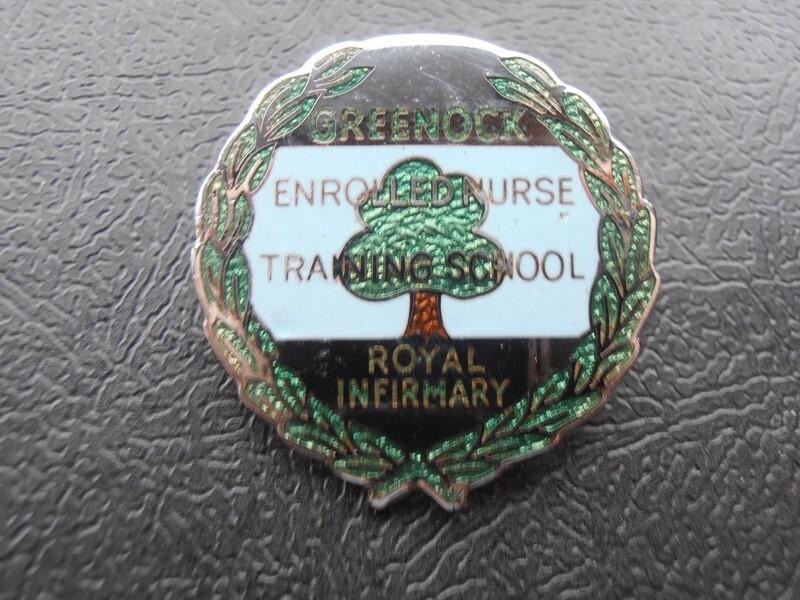 GREENOCK
ENROLLED NURSE
TRAINING SCHOOL
ROYAL
INFIRMARY